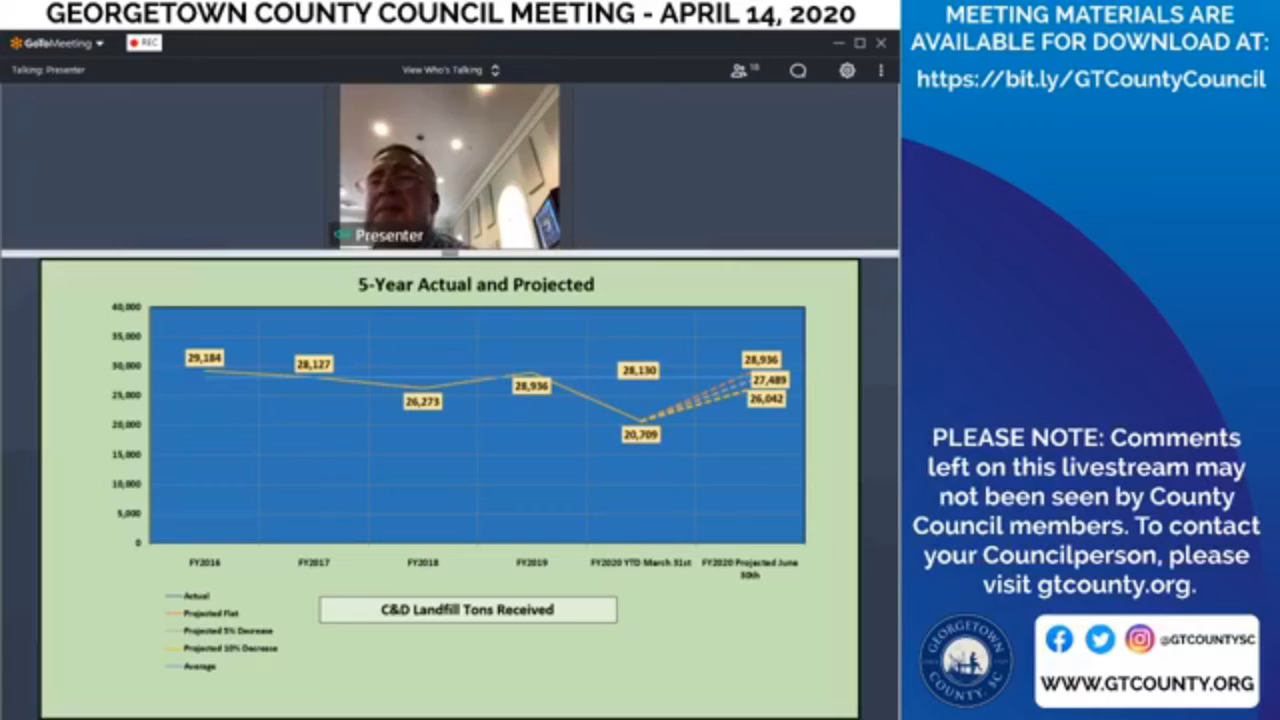 GEORGETOWN COUNTY COUNCIL MEETING - APRIL 14, 2020
GoToMeeting
REC
Talking: Presenter
View Who's Talking
18
Presenter
5-Year Actual and Projected
40,000
35,000
30,000
25,000
20,000
15,000
10,000
5,000
0
29,184
28,127
26,273
28,936
28,130
20,709
28,936
27,489
26,042
FY2016
FY2017
FY2018
FY2019
FY2020 YTD March 31st
FY2020 Projected June
30th
Actual
Projected Flat
Projected 5% Decrease
Projected 10% Decrease
Average
C&D Landfill Tons Received
MEETING MATERIALS ARE
AVAILABLE FOR DOWNLOAD AT:
https://bit.ly/GTCountyCouncil
PLEASE NOTE: Comments
left on this livestream may
not been seen by County
Council members. To contact
your Councilperson, please
visit gtcounty.org.
GEORGETOWN
COUNTY, SC
@GTCOUNTYSC
WWW.GTCOUNTY.ORG